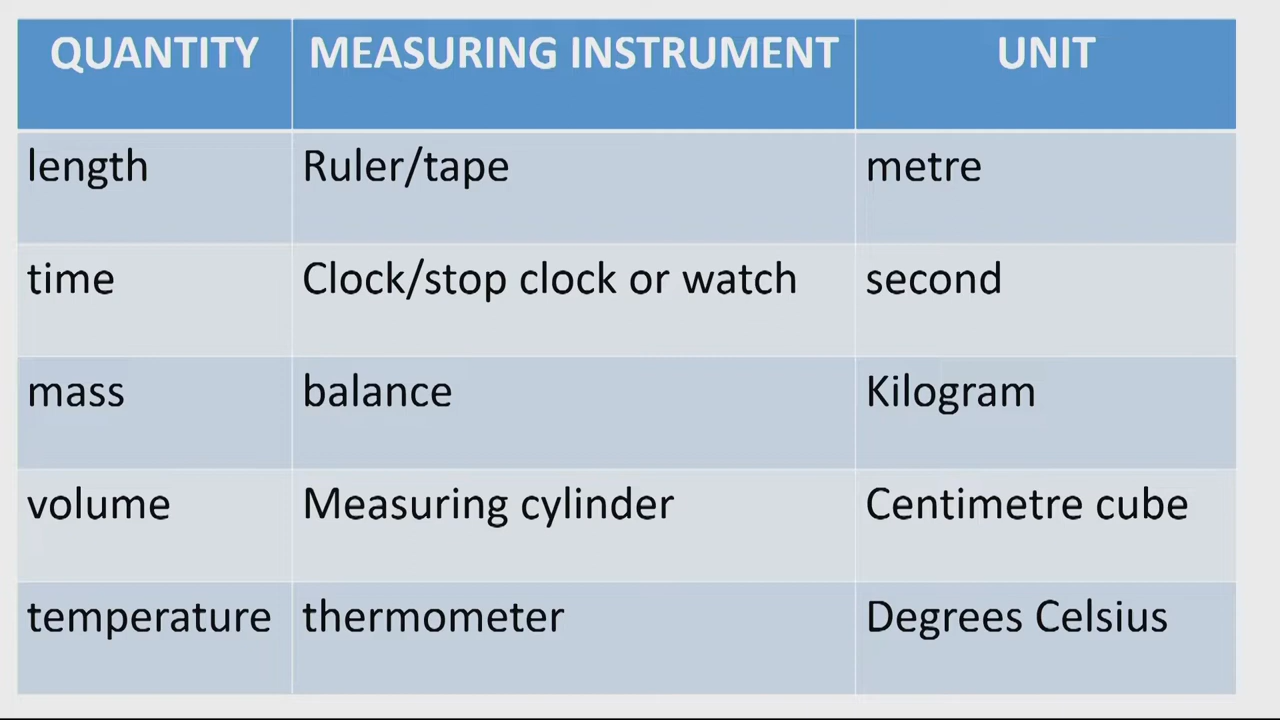 QUANTITY MEASURING INSTRUMENT UNIT
length Ruler/tape metre
time Clock/stop clock or watch second
mass balance Kilogram
volume Measuring cylinder Centimetre cube
temperature thermometer Degrees Celsius